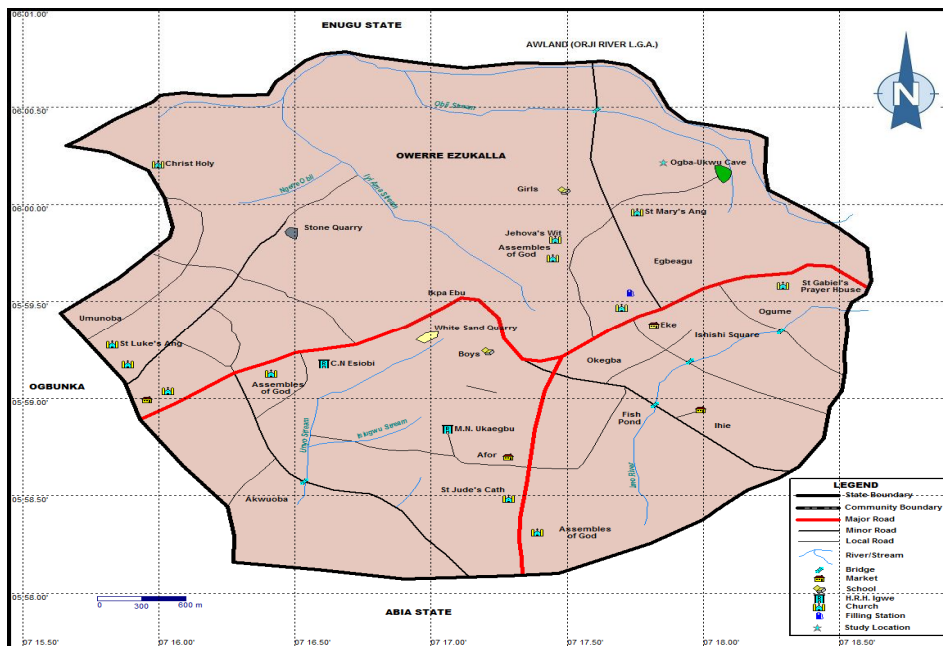 06 01.00'
ENUGU STATE
AWLAND (ORJI RIVER L.G.A.)
N
06 00.50'
Obii Stream
OWERRE EZUKALLA
Ogba-Ukwu Cave
Christ Holy
Iyi Ama Stream
Girls
06 00.00'
St Mary's Ang
Stone Quarry
Jehova's Wit
Assembles
of God
Egbeagu
St Gabiel's
Prayer House
Ikpa Ebu
05 59.50'
Umunoba
White Sand Quarry
Eke
Ogume
Ishishi Square
St Luke's Ang
Boys
Okegba
C.N Esiobi
OGBUNKA
Assembles
of God
05 59.00'
Fish
Pond
Ihie
M.N. Ukaegbu
Afor
05 58.50'
Akwuoba
St Jude's Cath
Assembles
of God
LEGEND
State Boundary
Community Boundary
Major Road
Minor Road
Local Road
River/Stream
Bridge
Market
School
H.R.H. Igwe
Church
Filling Station
Study Location
05 58.00'
0 300 600 m
ABIA STATE
07 15.50'
07 16.00'
07 16.50'
07 17.00'
07 17.50'
07 18.00'
07 18.50'